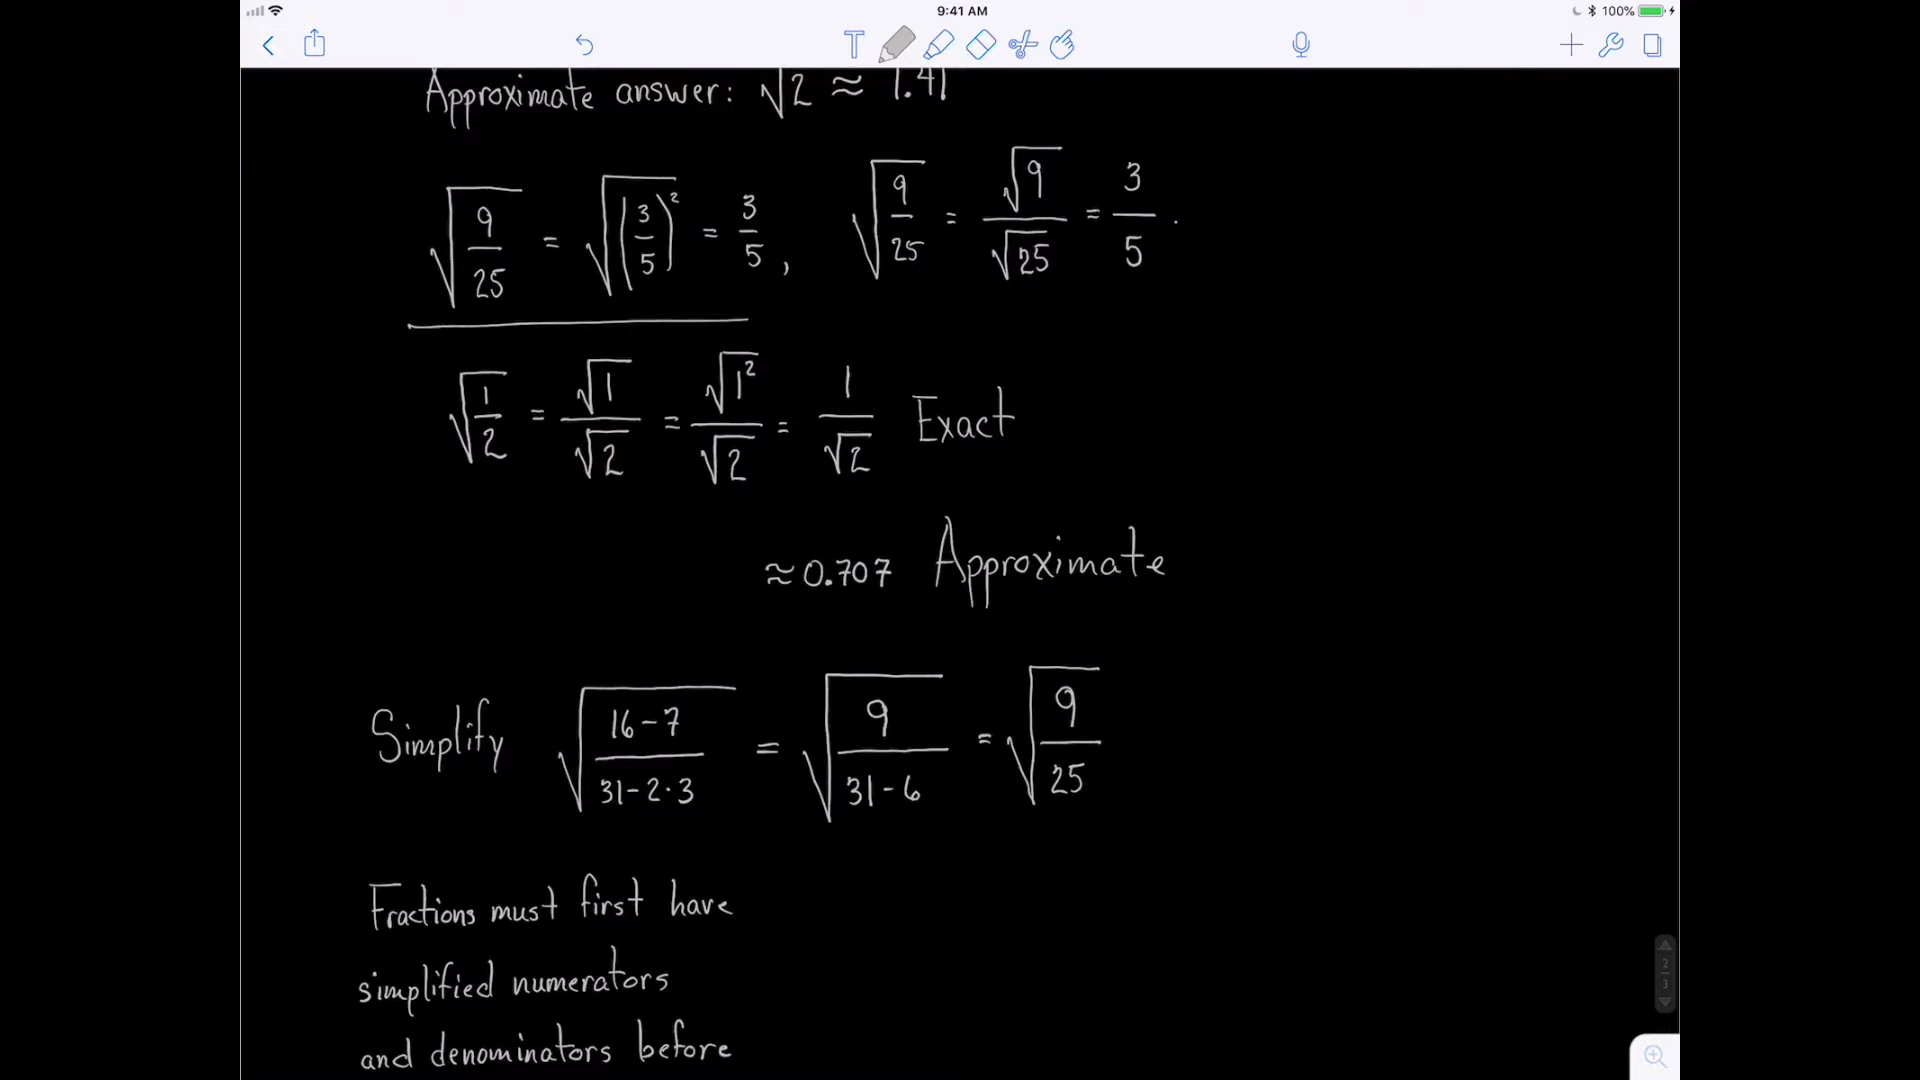 9:41 AM
100%
T
Approximate answer: √2 ≈ 1.41
√(9/25) = √((3/5)²) = 3/5, √(9/25) = √9/√25 = 3/5.
√(1/2) = √1/√2 = √1²/√2 = 1/√2 Exact
≈ 0.707 Approximate
Simplify √((16-7)/(31-2·3)) = √(9/(31-6)) = √(9/25)
Fractions must first have
simplified numerators
and denominators before
2
3